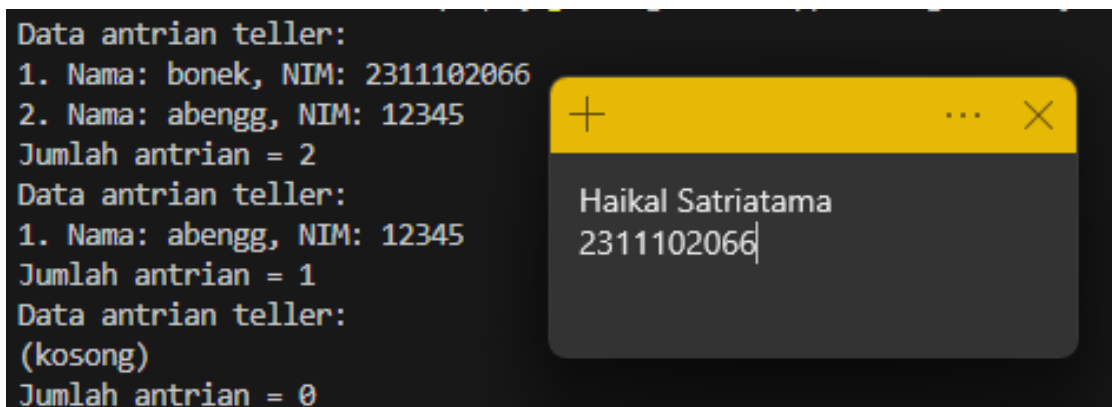 Data antrian teller:
1. Nama: bonek, NIM: 2311102066
2. Nama: abengg, NIM: 12345
Jumlah antrian = 2
Data antrian teller:
1. Nama: abengg, NIM: 12345
Jumlah antrian = 1
Data antrian teller:
(kosong)
Jumlah antrian = 0
Haikal Satriatama
2311102066